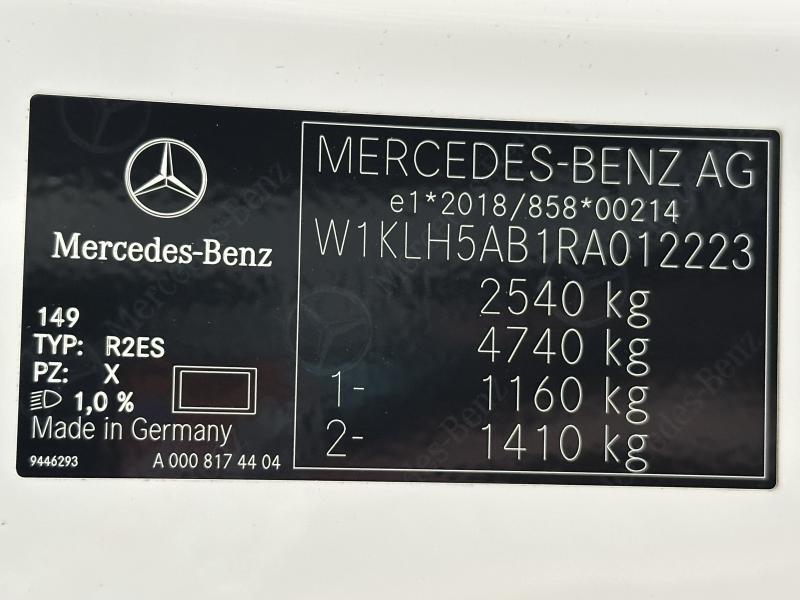 Mercedes-Benz
149
TYP: R2ES
PZ: X
1,0 %
Made in Germany
9446293 A 000 817 44 04
MERCEDES-BENZ AG
e1*2018/858*00214
W1KLH5AB1RA012223
2540 kg
4740 kg
1- 1160 kg
2- 1410 kg